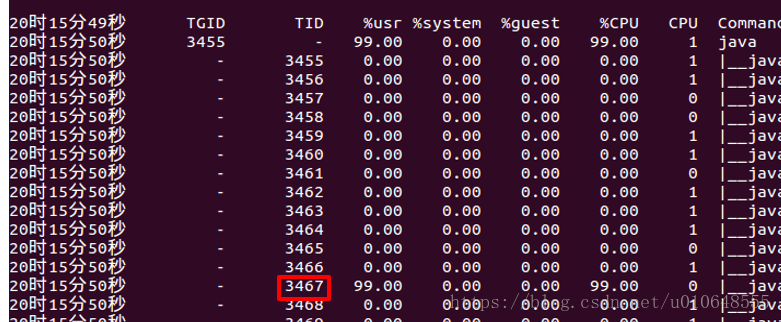 20时15分49秒 TGID TID %usr %system %guest %CPU CPU Command
20时15分50秒 3455 - 99.00 0.00 0.00 99.00 1 java
20时15分50秒 - 3455 0.00 0.00 0.00 0.00 1 |__java
20时15分50秒 - 3456 0.00 0.00 0.00 0.00 1 |__java
20时15分50秒 - 3457 0.00 0.00 0.00 0.00 0 |__java
20时15分50秒 - 3458 0.00 0.00 0.00 0.00 0 |__java
20时15分50秒 - 3459 0.00 0.00 0.00 0.00 1 |__java
20时15分50秒 - 3460 0.00 0.00 0.00 0.00 1 |__java
20时15分50秒 - 3461 0.00 0.00 0.00 0.00 0 |__java
20时15分50秒 - 3462 0.00 0.00 0.00 0.00 1 |__java
20时15分50秒 - 3463 0.00 0.00 0.00 0.00 1 |__java
20时15分50秒 - 3464 0.00 0.00 0.00 0.00 1 |__java
20时15分50秒 - 3465 0.00 0.00 0.00 0.00 0 |__java
20时15分50秒 - 3466 0.00 0.00 0.00 0.00 1 |__java
20时15分50秒 - 3467 99.00 0.00 0.00 99.00 0 |__java
20时15分50秒 - 3468 0.00 0.00 0.00 0.00 1 |__java
https://blog.csdn.net/u010648555